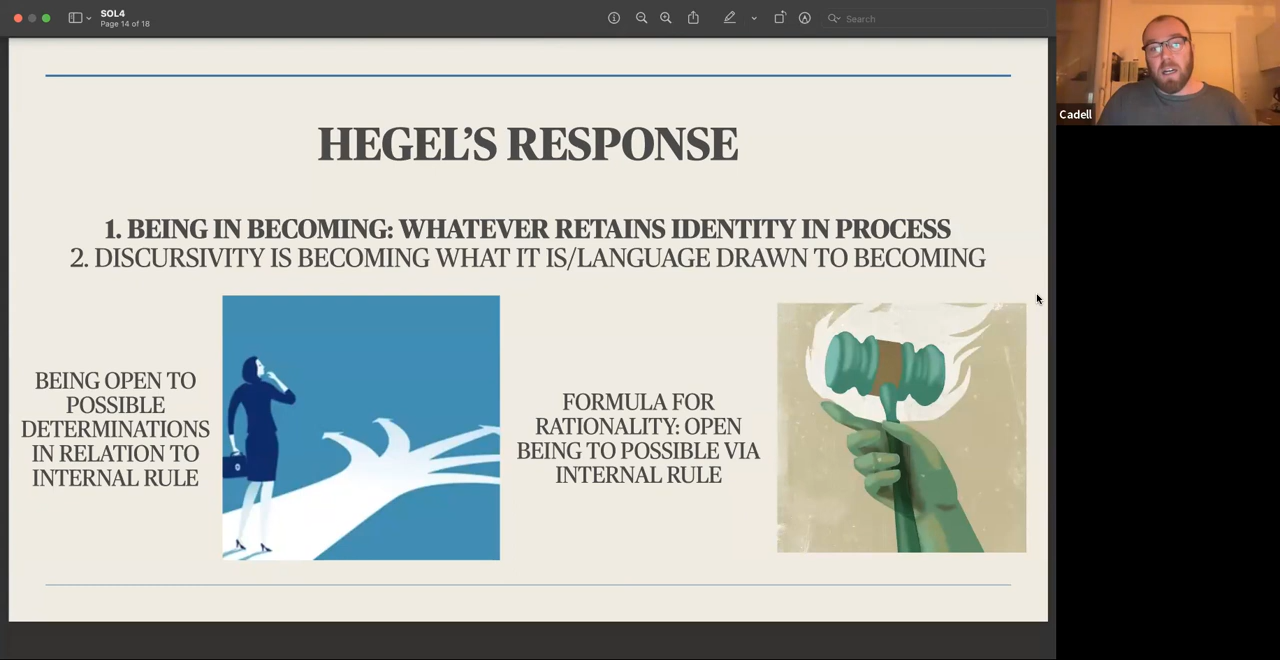 SOL4
Page 14 of 18
Search
Cadell
HEGEL’S RESPONSE
1. BEING IN BECOMING: WHATEVER RETAINS IDENTITY IN PROCESS
2. DISCURSIVITY IS BECOMING WHAT IT IS/LANGUAGE DRAWN TO BECOMING
BEING OPEN TO
POSSIBLE
DETERMINATIONS
IN RELATION TO
INTERNAL RULE
FORMULA FOR
RATIONALITY: OPEN
BEING TO POSSIBLE VIA
INTERNAL RULE